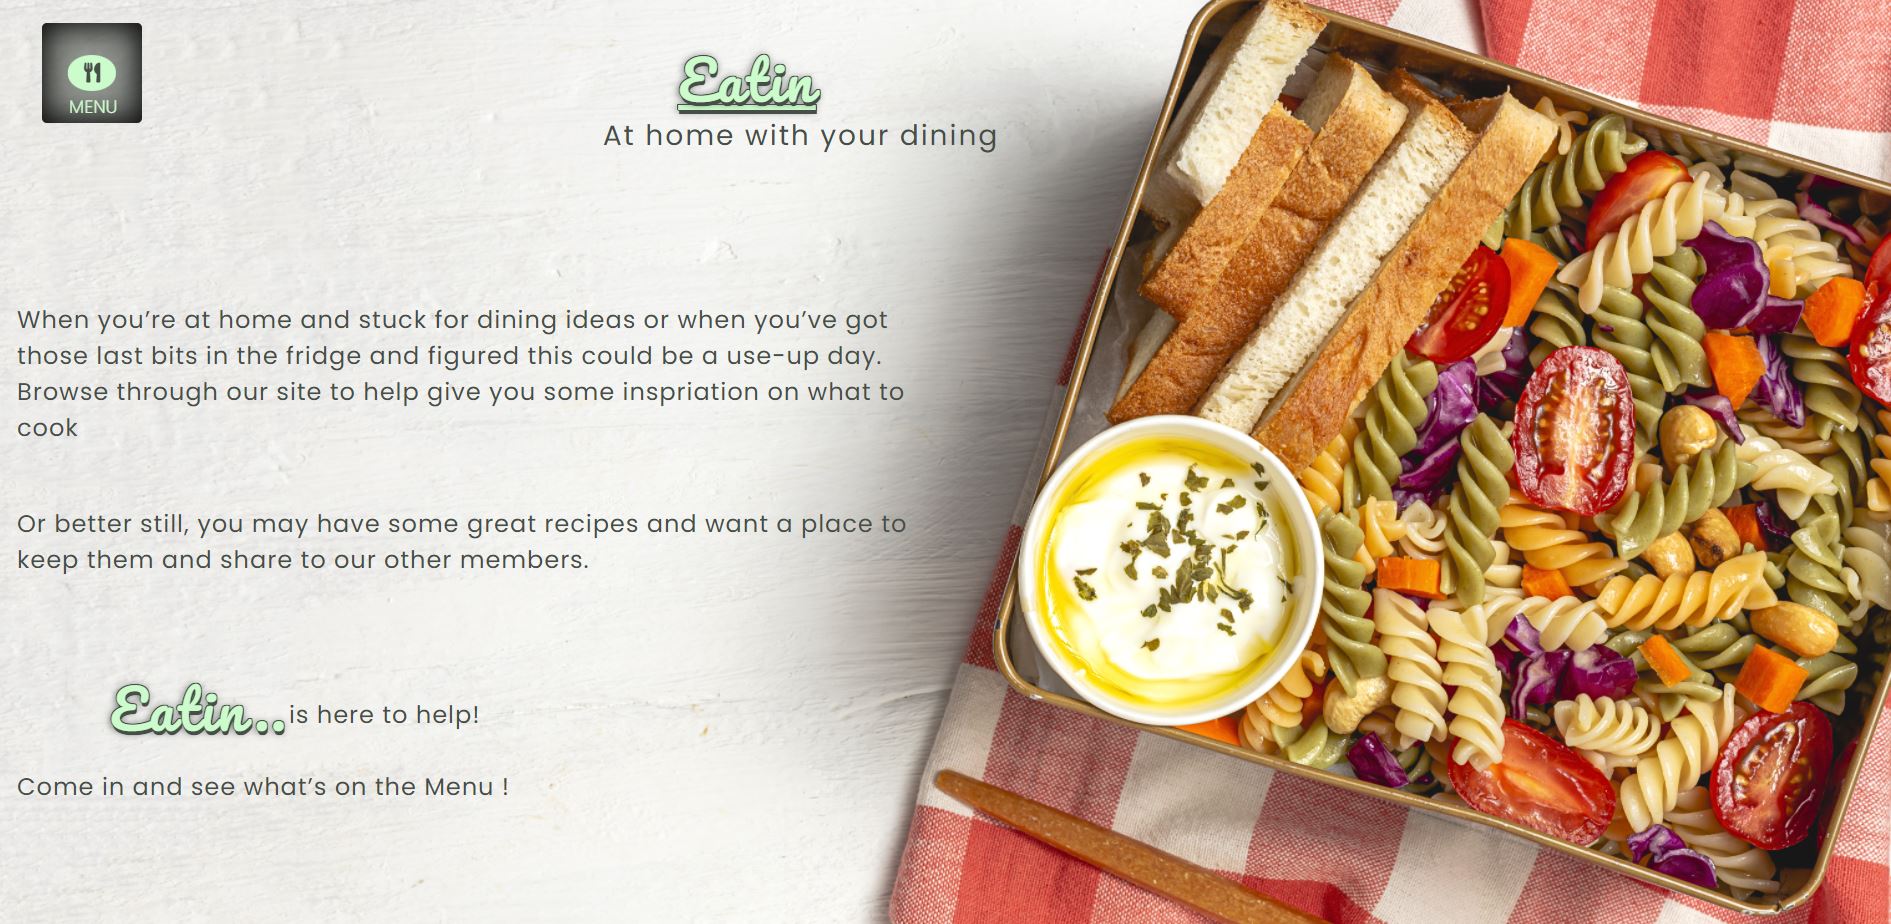 MENU
Eatin
At home with your dining
When you’re at home and stuck for dining ideas or when you’ve got
those last bits in the fridge and figured this could be a use-up day.
Browse through our site to help give you some inspriation on what to
cook
Or better still, you may have some great recipes and want a place to
keep them and share to our other members.
Eatin.. is here to help!
Come in and see what’s on the Menu !